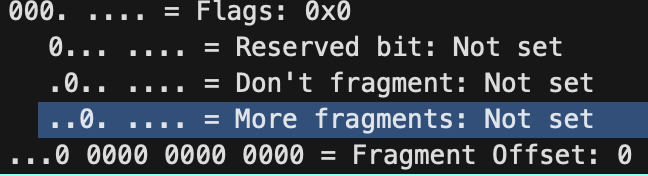 000. .... = Flags: 0x0
0... .... = Reserved bit: Not set
.0.. .... = Don't fragment: Not set
..0. .... = More fragments: Not set
...0 0000 0000 0000 = Fragment Offset: 0